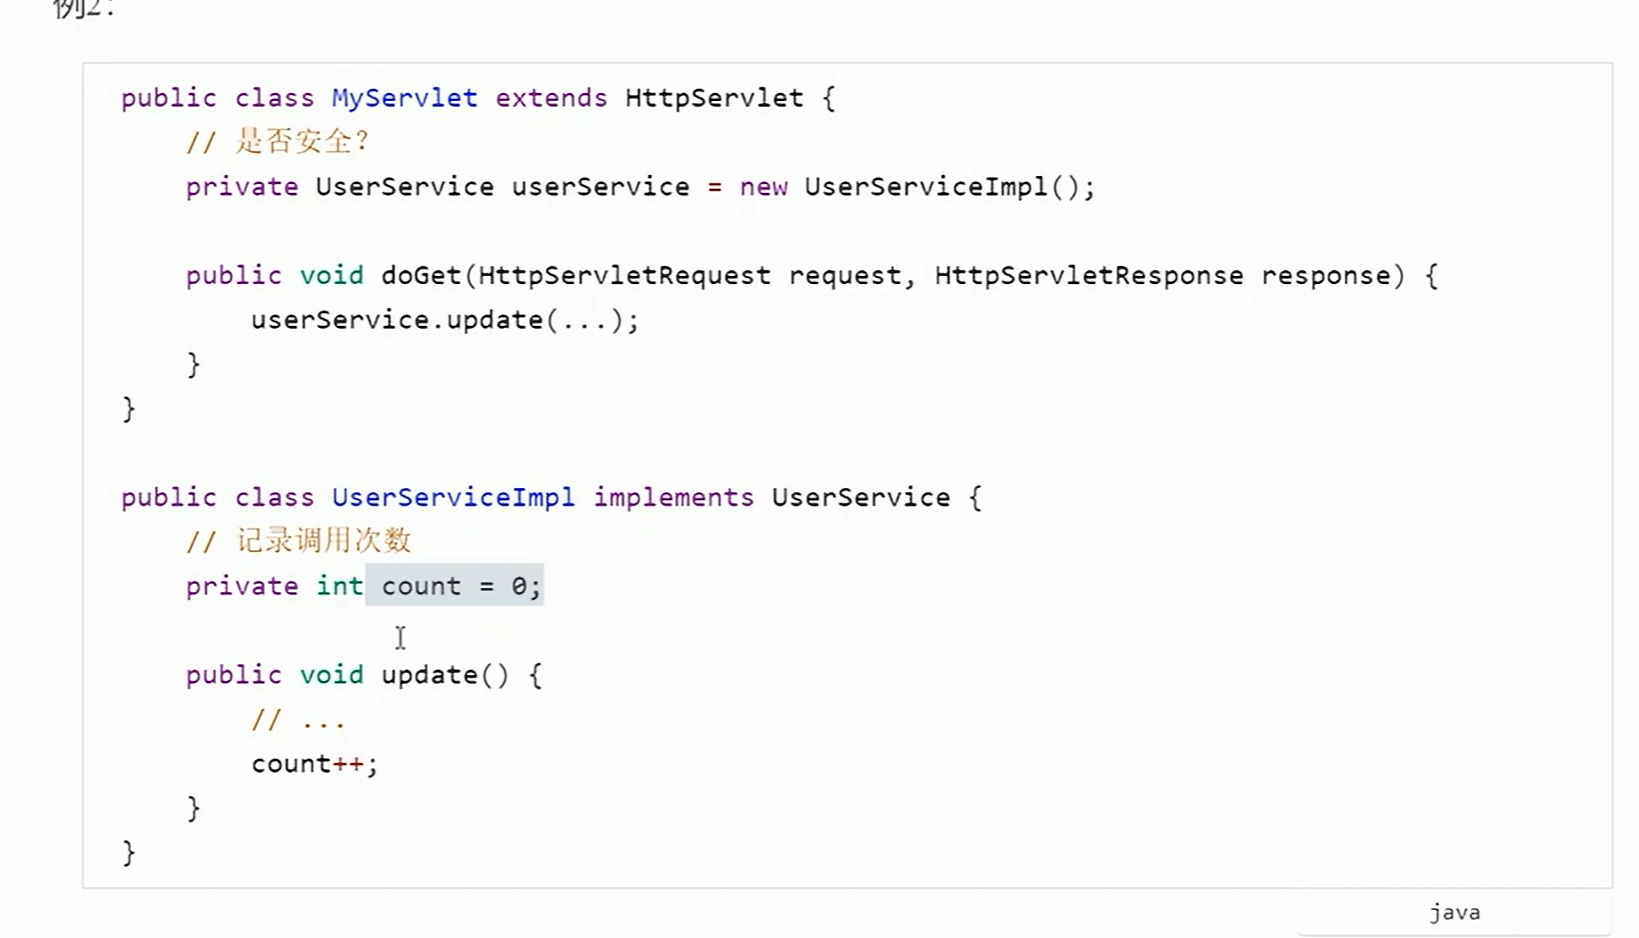 例2：
public class MyServlet extends HttpServlet {
    // 是否安全？
    private UserService userService = new UserServiceImpl();

    public void doGet(HttpServletRequest request, HttpServletResponse response) {
        userService.update(...);
    }
}

public class UserServiceImpl implements UserService {
    // 记录调用次数
    private int count = 0;

    public void update() {
        // ...
        count++;
    }
}
java